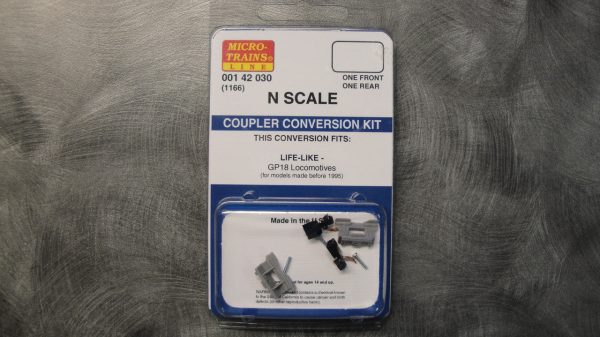 MICRO-
TRAINS®
LINE
001 42 030
(1166)
ONE FRONT
ONE REAR
N SCALE
COUPLER CONVERSION KIT
THIS CONVERSION FITS:
LIFE-LIKE -
GP18 Locomotives
(for models made before 1995)
Made in the U.S.
for ages 14 and up.